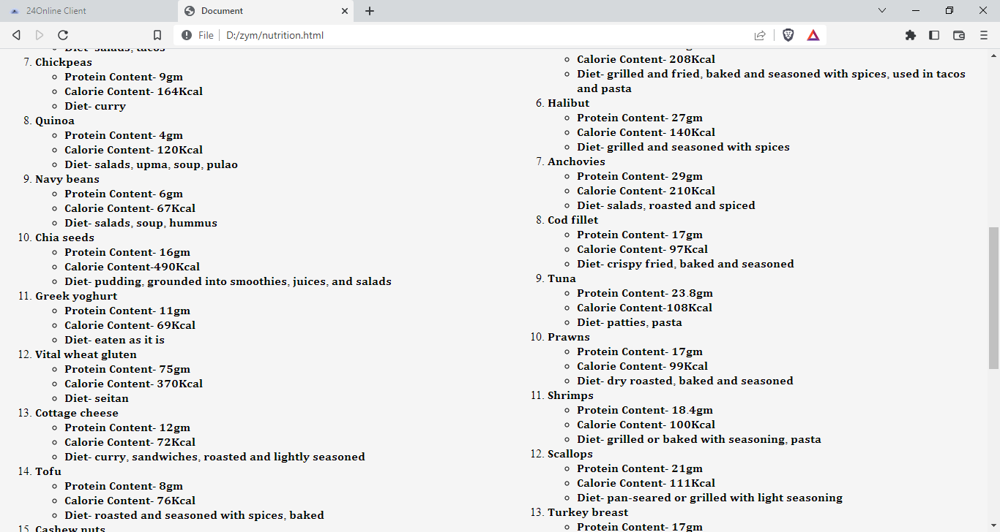 24Online Client
Document
File
D:/zym/nutrition.html
7. Chickpeas
Protein Content- 9gm
Calorie Content- 164Kcal
Diet- curry
8. Quinoa
Protein Content- 4gm
Calorie Content- 120Kcal
Diet- salads, upma, soup, pulao
9. Navy beans
Protein Content- 6gm
Calorie Content- 67Kcal
Diet- salads, soup, hummus
10. Chia seeds
Protein Content- 16gm
Calorie Content-490Kcal
Diet- pudding, grounded into smoothies, juices, and salads
11. Greek yoghurt
Protein Content- 11gm
Calorie Content- 69Kcal
Diet- eaten as it is
12. Vital wheat gluten
Protein Content- 75gm
Calorie Content- 370Kcal
Diet- seitan
13. Cottage cheese
Protein Content- 12gm
Calorie Content- 72Kcal
Diet- curry, sandwiches, roasted and lightly seasoned
14. Tofu
Protein Content- 8gm
Calorie Content- 76Kcal
Diet- roasted and seasoned with spices, baked
15. Cashew nuts
Calorie Content- 208Kcal
Diet- grilled and fried, baked and seasoned with spices, used in tacos
and pasta
6. Halibut
Protein Content- 27gm
Calorie Content- 140Kcal
Diet- grilled and seasoned with spices
7. Anchovies
Protein Content- 29gm
Calorie Content- 210Kcal
Diet- salads, roasted and spiced
8. Cod fillet
Protein Content- 17gm
Calorie Content- 97Kcal
Diet- crispy fried, baked and seasoned
9. Tuna
Protein Content- 23.8gm
Calorie Content-108Kcal
Diet- patties, pasta
10. Prawns
Protein Content- 17gm
Calorie Content- 99Kcal
Diet- dry roasted, baked and seasoned
11. Shrimps
Protein Content- 18.4gm
Calorie Content- 100Kcal
Diet- grilled or baked with seasoning, pasta
12. Scallops
Protein Content- 21gm
Calorie Content- 111Kcal
Diet- pan-seared or grilled with light seasoning
13. Turkey breast
Protein Content- 17gm